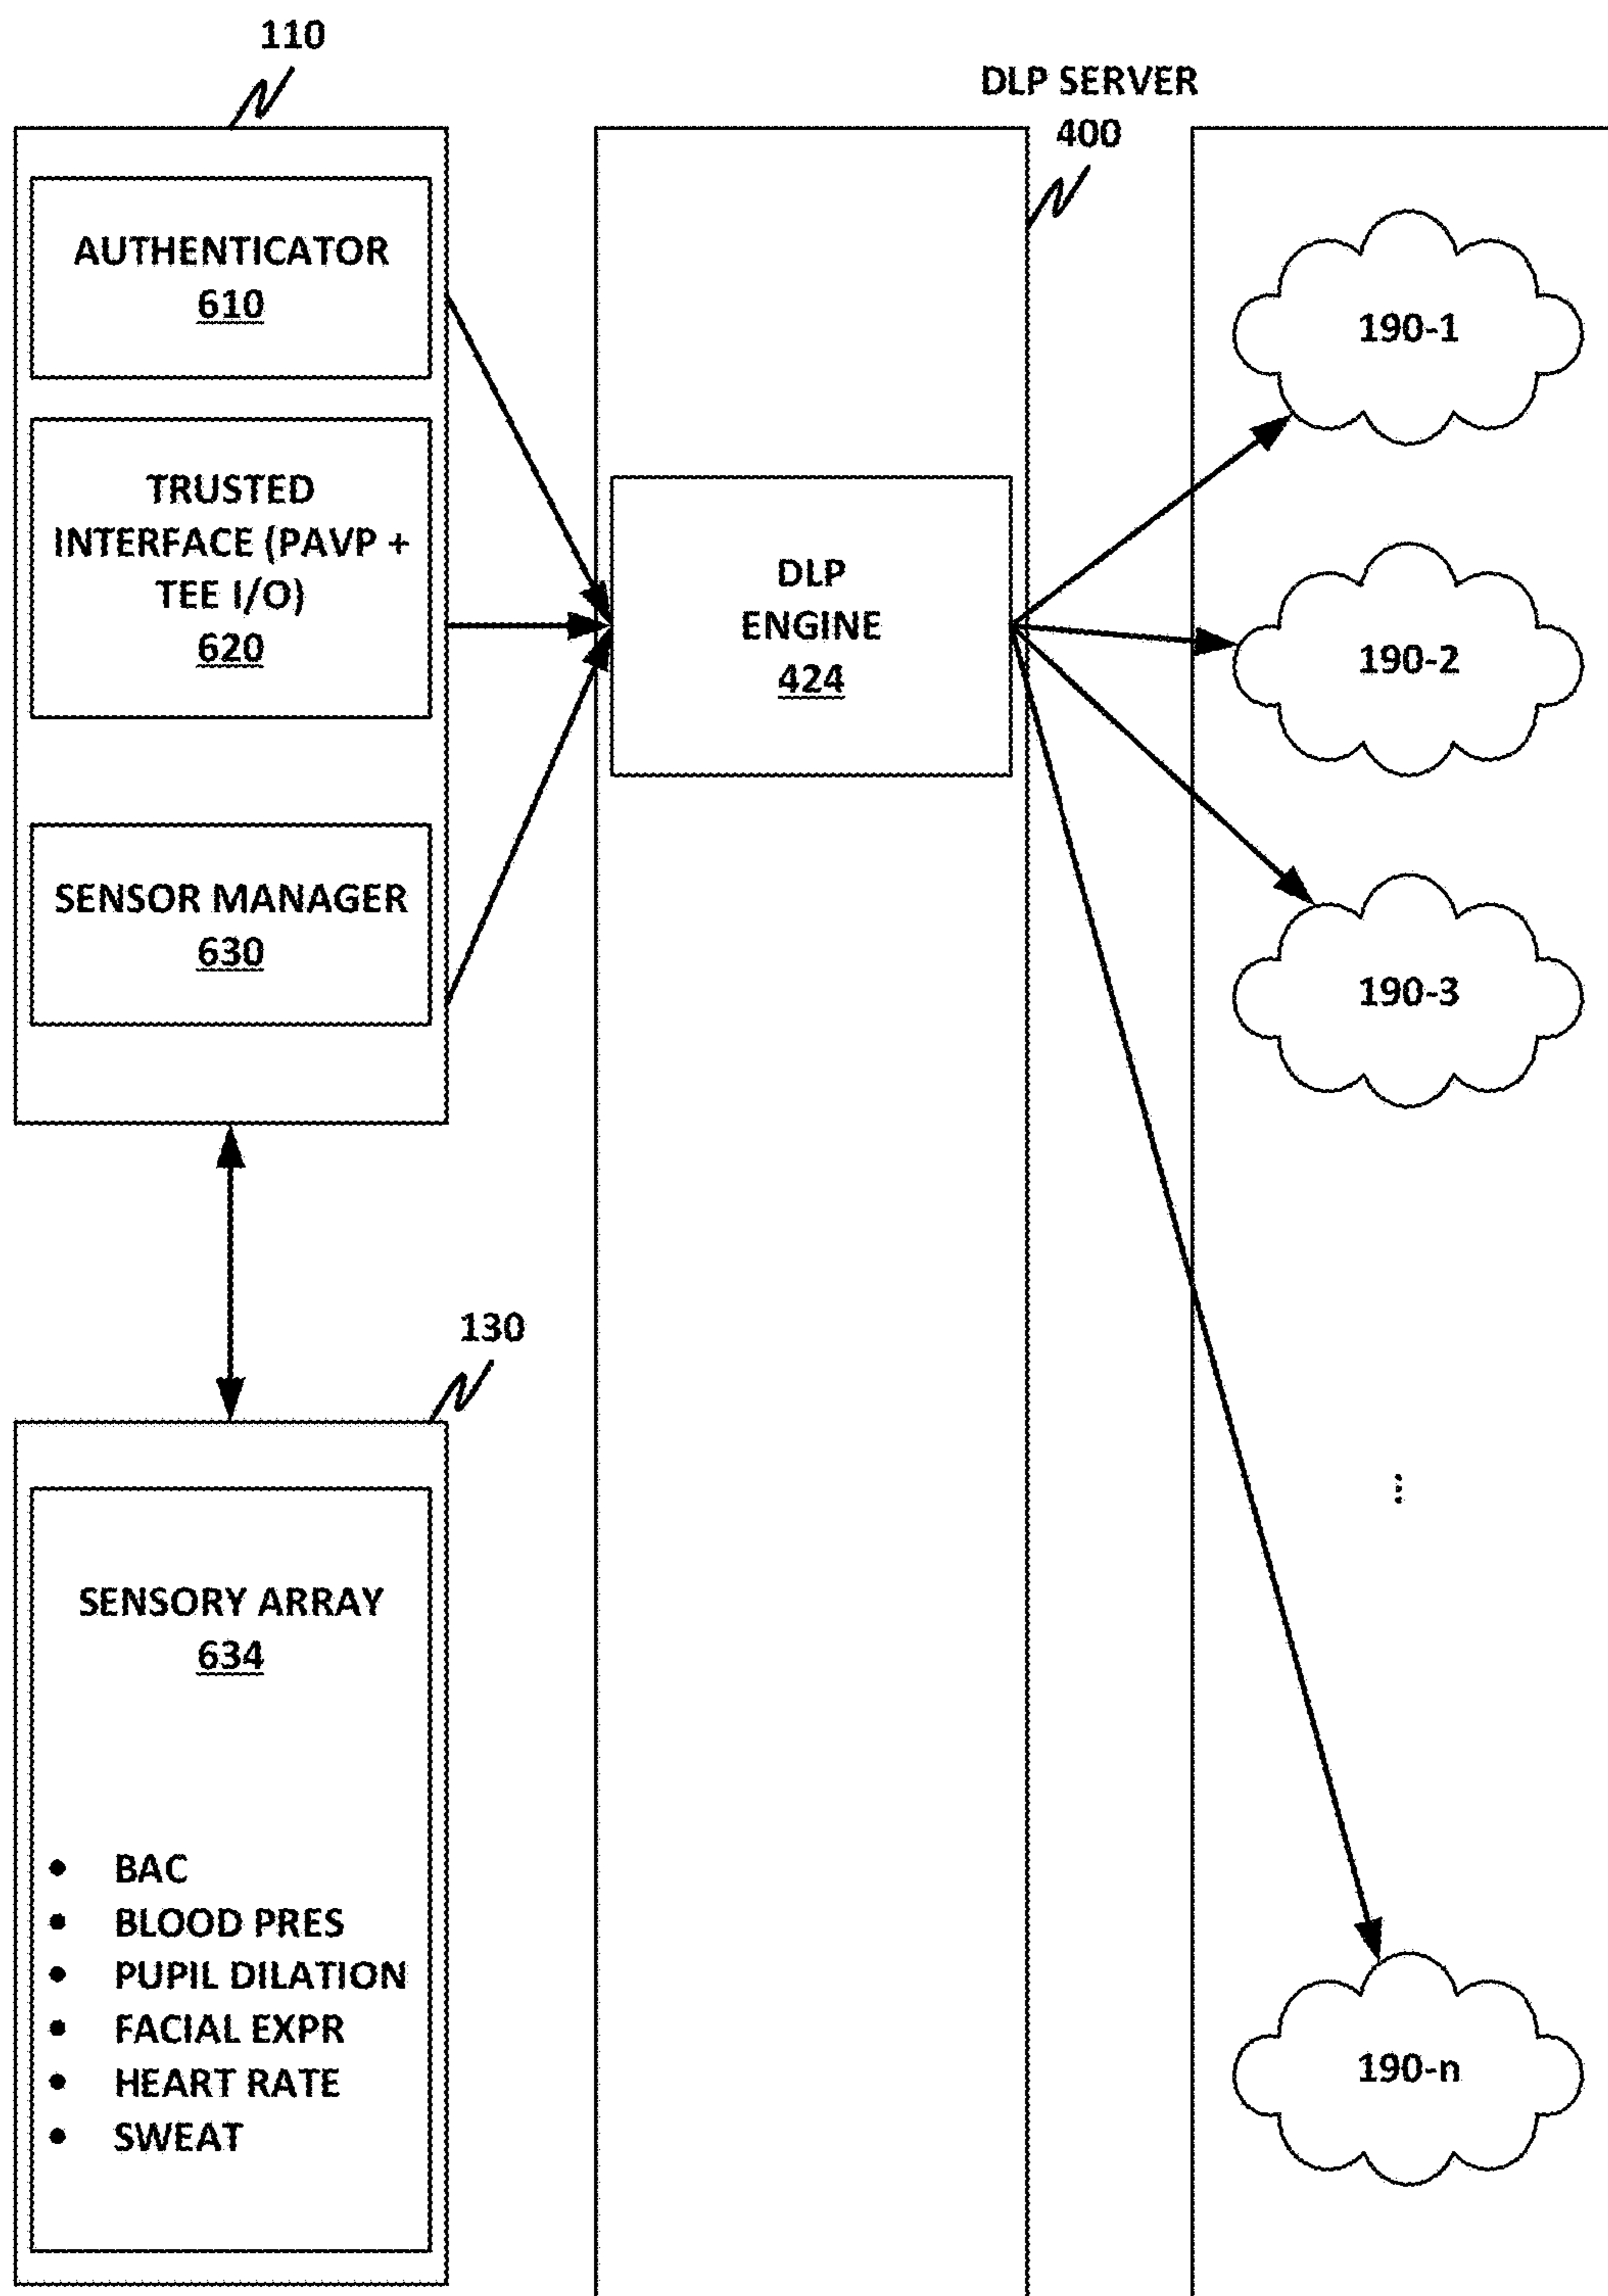 110
AUTHENTICATOR
610
TRUSTED
INTERFACE (PAVP +
TEE I/O)
620
SENSOR MANAGER
630
130
SENSORY ARRAY
634
• BAC
• BLOOD PRES
• PUPIL DILATION
• FACIAL EXPR
• HEART RATE
• SWEAT
DLP SERVER
400
DLP
ENGINE
424
190-1
190-2
190-3
...
190-n